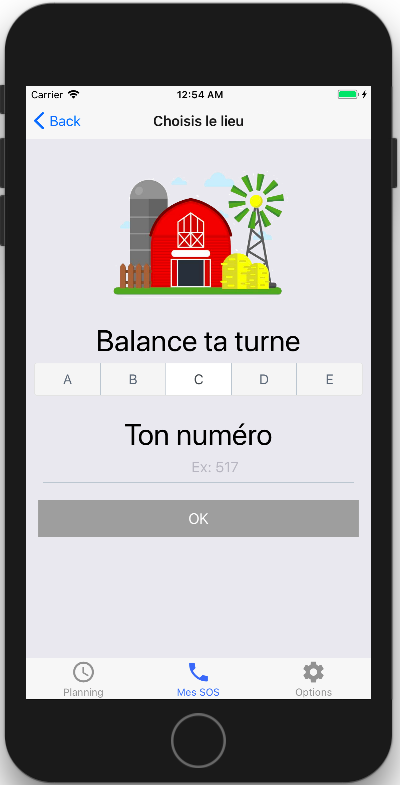 Carrier 12:54 AM
Back Choisis le lieu
Balance ta turne
A B C D E
Ton numéro
Ex: 517
OK
Planning Mes SOS Options